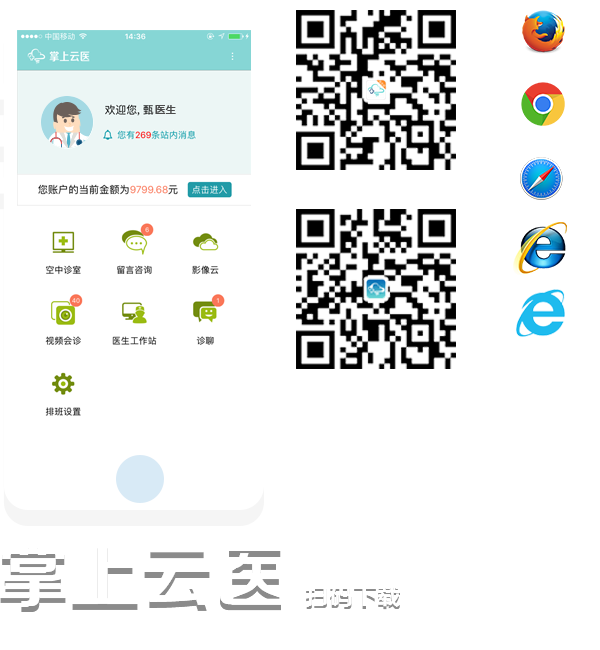 中国移动 14:36
掌上云医
欢迎您, 甄医生
您有269条站内消息
您账户的当前金额为9799.68元 点击进入
6
空中诊室 留言咨询 影像云
40 1
视频会诊 医生工作站 诊聊
排班设置
掌上云医 扫码下载